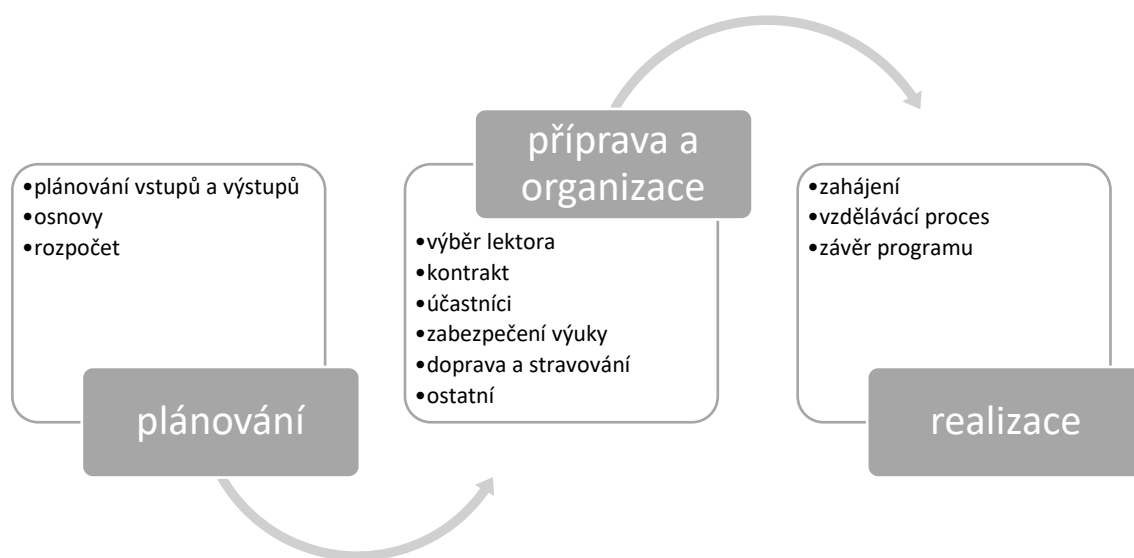 •plánování vstupů a výstupů
•osnovy
•rozpočet
plánování
příprava a
organizace
•výběr lektora
•kontrakt
•účastníci
•zabezpečení výuky
•doprava a stravování
•ostatní
•zahájení
•vzdělávácí proces
•závěr programu
realizace